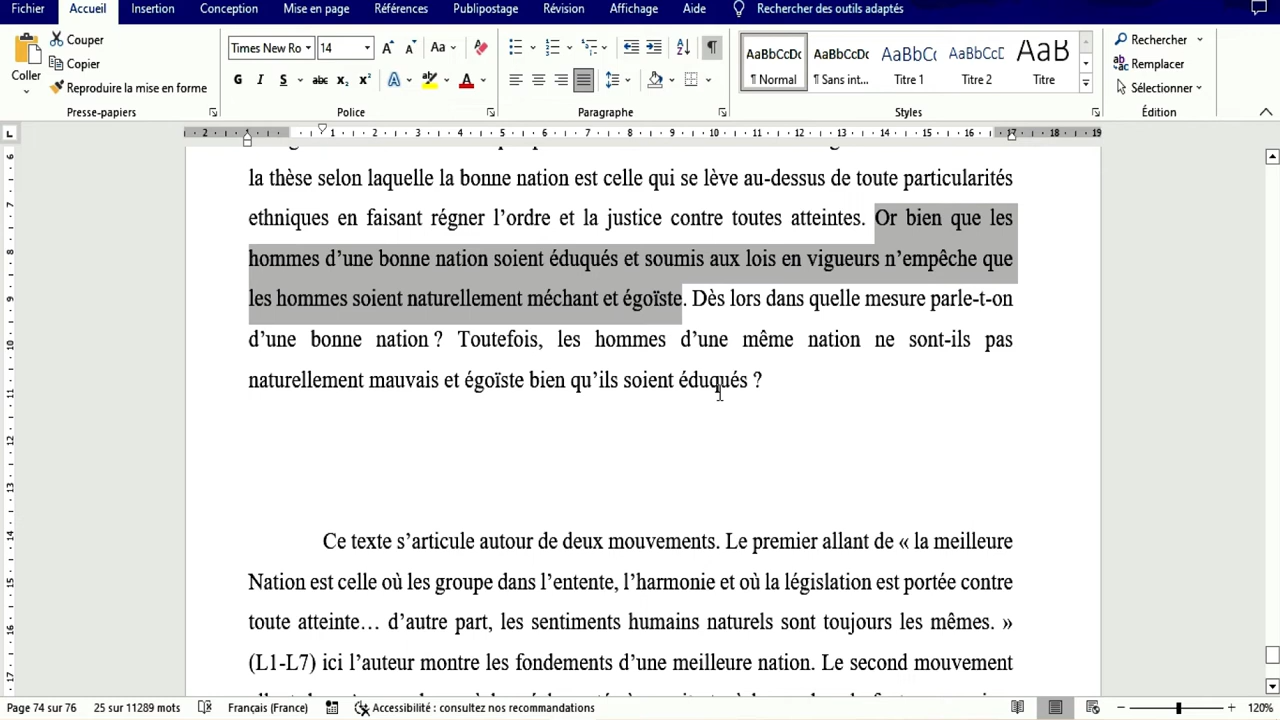 Fichier Accueil Insertion Conception Mise en page Références Publipostage Révision Affichage Aide Rechercher des outils adaptés
Coller
Couper
Copier
Reproduire la mise en forme
Presse-papiers
Times New Ro 14
Police
Paragraphe
AaBbCcDc AaBbCcDc AaBbCc AaBbCcD AaB
¶ Normal ¶ Sans int... Titre 1 Titre 2 Titre
Styles
Rechercher
Remplacer
Sélectionner
Édition
la thèse selon laquelle la bonne nation est celle qui se lève au-dessus de toute particularités
ethniques en faisant régner l’ordre et la justice contre toutes atteintes. Or bien que les
hommes d’une bonne nation soient éduqués et soumis aux lois en vigueurs n’empêche que
les hommes soient naturellement méchant et égoïste. Dès lors dans quelle mesure parle-t-on
d’une bonne nation ? Toutefois, les hommes d’une même nation ne sont-ils pas
naturellement mauvais et égoïste bien qu’ils soient éduqués ?
Ce texte s’articule autour de deux mouvements. Le premier allant de « la meilleure
Nation est celle où les groupe dans l’entente, l’harmonie et où la législation est portée contre
toute atteinte… d’autre part, les sentiments humains naturels sont toujours les mêmes. »
(L1-L7) ici l’auteur montre les fondements d’une meilleure nation. Le second mouvement
Page 74 sur 76 25 sur 11289 mots Français (France) Accessibilité : consultez nos recommandations 120%